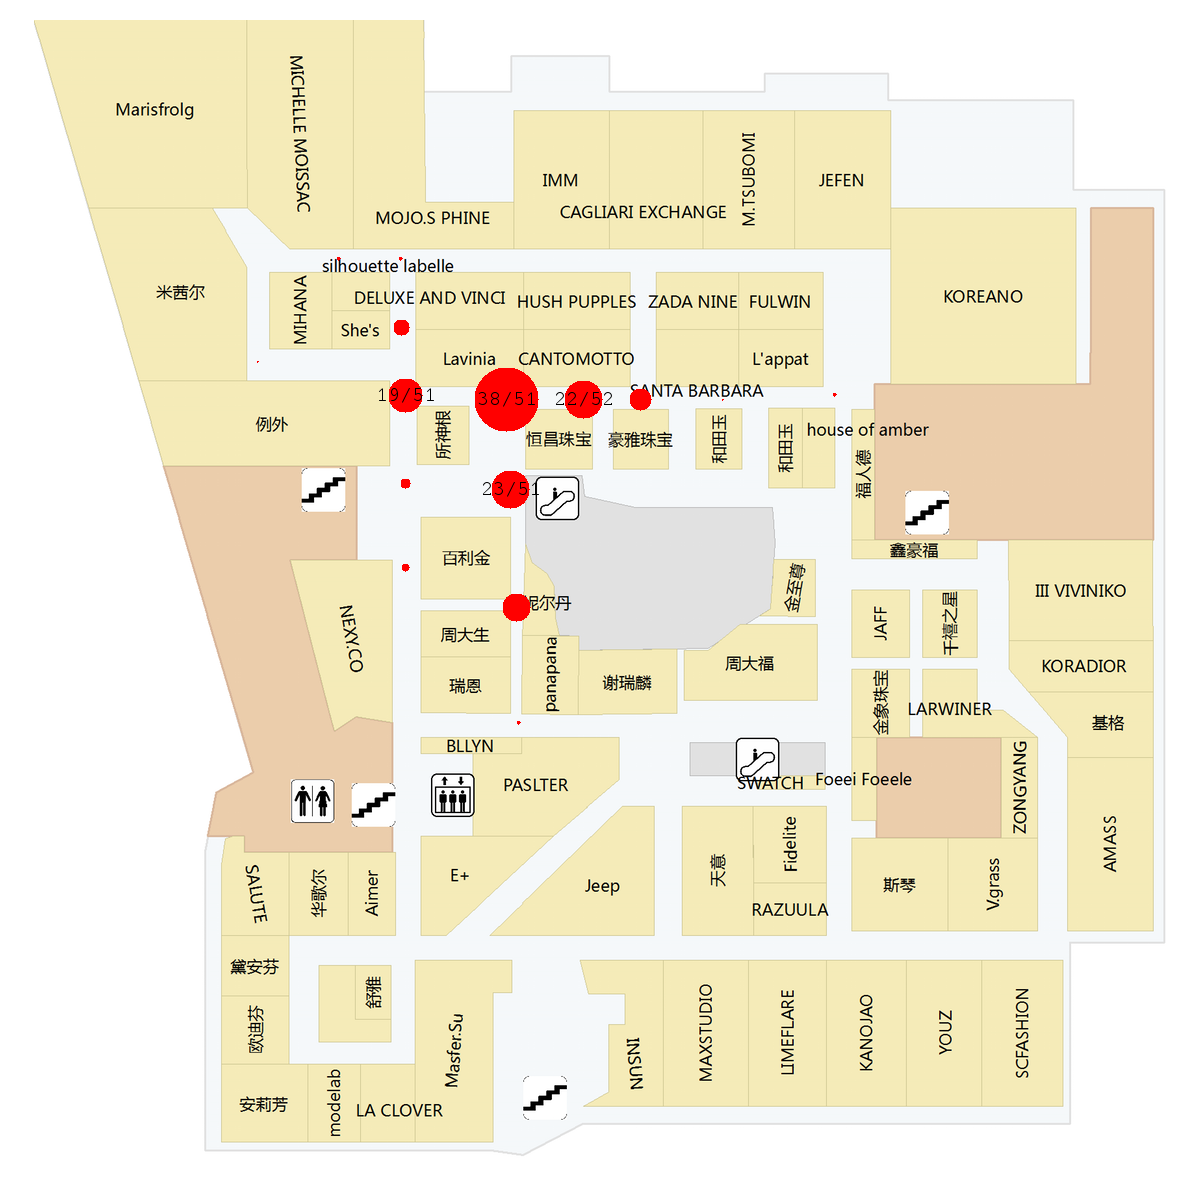 Marisfrolg
MICHELLE MOISSAC
MOJO.S PHINE
IMM
CAGLIARI EXCHANGE
M.TSUBOMI
JEFEN
米茜尔
silhouette labelle
MIHANA
DELUXE AND VINCI
HUSH PUPPLES
ZADA NINE
FULWIN
KOREANO
She's
Lavinia
CANTOMOTTO
L'appat
SANTA BARBARA
19/51
38/51
22/52
例外
所神根
恒昌珠宝
豪雅珠宝
和田玉
和田玉
house of amber
福人德
23/51
鑫豪福
百利金
金至尊
III VIVINIKO
尼尔丹
JAFF
千禧之星
NEXY.CO
周大生
周大福
KORADIOR
瑞恩
panapana
谢瑞麟
金象珠宝
LARWINER
基格
BLLYN
PASLTER
SWATCH
Foeei Foeele
ZONGYANG
AMASS
SALUTE
华歌尔
Aimer
E+
Jeep
天意
Fidelite
RAZUULA
斯琴
V.grass
黛安芬
舒雅
欧迪芬
Masfer.Su
INSUN
MAXSTUDIO
LIMEFLARE
KANOJAO
YOUZ
SCFASHION
安莉芳
modelab
LA CLOVER